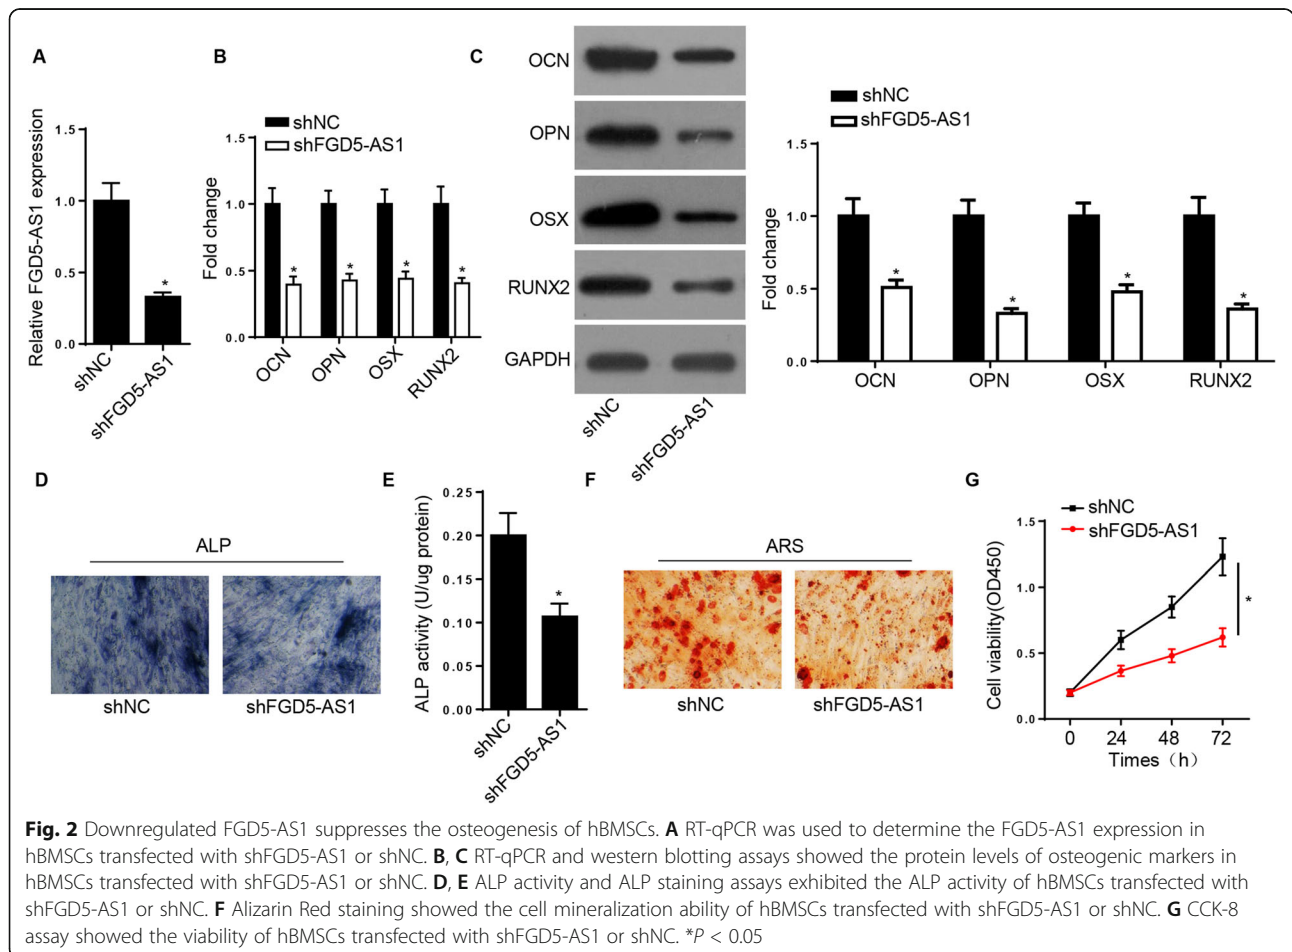 A
Relative FGD5-AS1 expression
1.5
1.0
0.5
0.0
*
shNC
shFGD5-AS1
B
shNC
shFGD5-AS1
Fold change
1.5
1.0
0.5
0.0
* * * *
OCN OPN OSX RUNX2
C
OCN
OPN
OSX
RUNX2
GAPDH
shNC shFGD5-AS1
shNC
shFGD5-AS1
Fold change
1.5
1.0
0.5
0.0
* * * *
OCN OPN OSX RUNX2
D
ALP
shNC shFGD5-AS1
E
ALP activity (U/ug protein)
0.25
0.20
0.15
0.10
0.05
0.00
*
shNC
shFGD5-AS1
F
ARS
shNC shFGD5-AS1
G
shNC
shFGD5-AS1
Cell viability(OD450)
1.5
1.0
0.5
0.0
*
0 24 48 72
Times（h）
Fig. 2 Downregulated FGD5-AS1 suppresses the osteogenesis of hBMSCs. A RT-qPCR was used to determine the FGD5-AS1 expression in
hBMSCs transfected with shFGD5-AS1 or shNC. B, C RT-qPCR and western blotting assays showed the protein levels of osteogenic markers in
hBMSCs transfected with shFGD5-AS1 or shNC. D, E ALP activity and ALP staining assays exhibited the ALP activity of hBMSCs transfected with
shFGD5-AS1 or shNC. F Alizarin Red staining showed the cell mineralization ability of hBMSCs transfected with shFGD5-AS1 or shNC. G CCK-8
assay showed the viability of hBMSCs transfected with shFGD5-AS1 or shNC. *P < 0.05